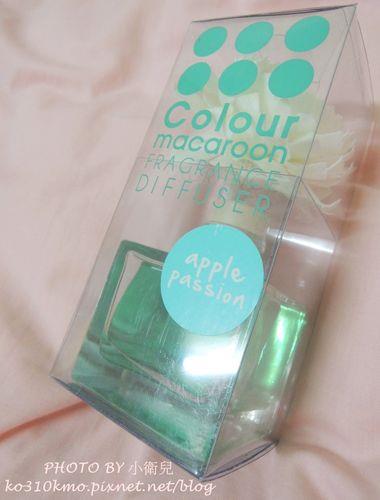 Colour
macaroon
FRAGRANCE
DIFFUSER
apple
passion
PHOTO BY 小衛兒
ko310kmo.pixnet.net/blog